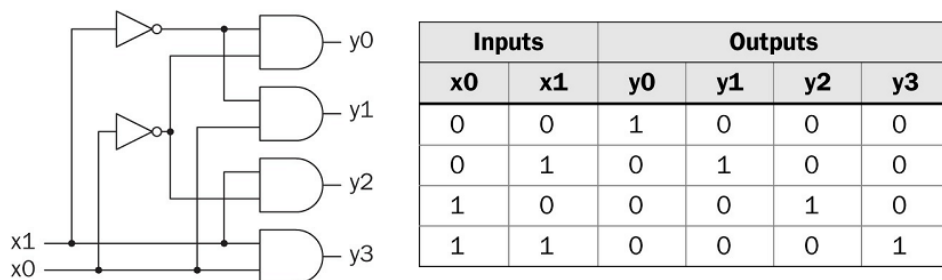 y0
y1
y2
y3
x1
x0
Inputs Outputs
x0 x1 y0 y1 y2 y3
0 0 1 0 0 0
0 1 0 1 0 0
1 0 0 0 1 0
1 1 0 0 0 1